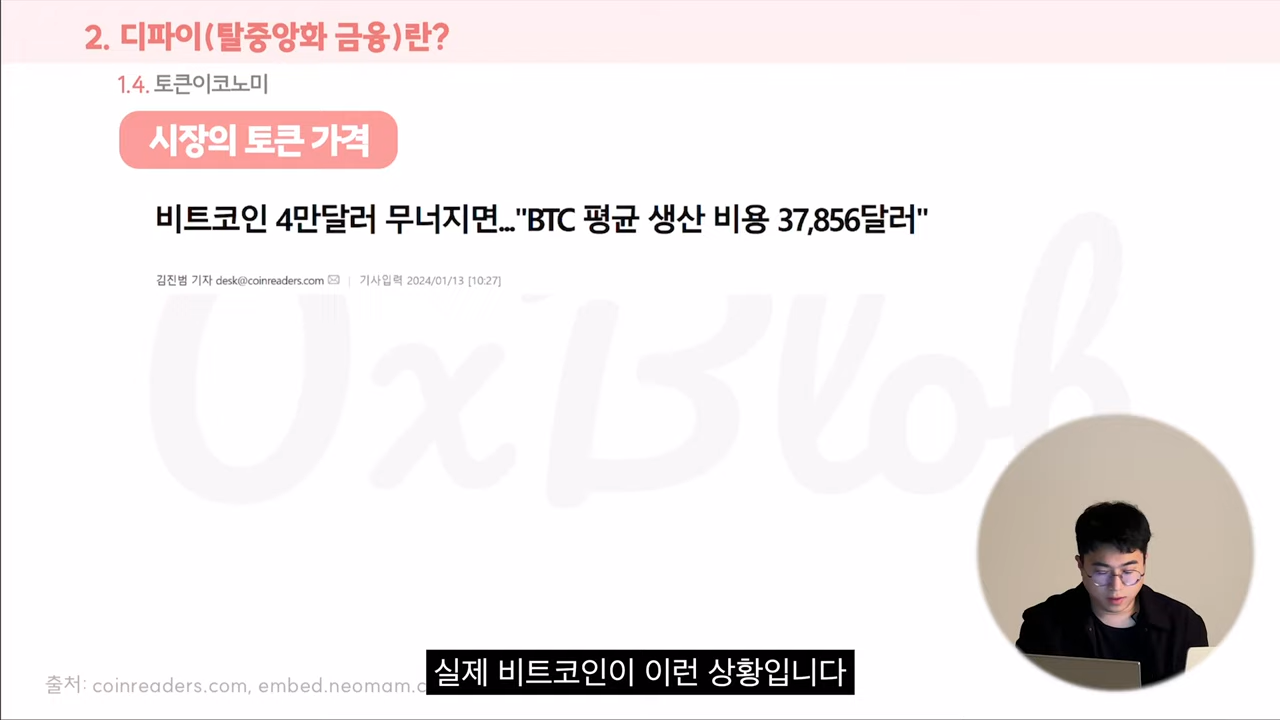 2. 디파이(탈중앙화 금융)란?
1.4. 토큰이코노미
시장의 토큰 가격
비트코인 4만달러 무너지면..."BTC 평균 생산 비용 37,856달러"
김진범 기자 desk@coinreaders.com | 기사입력 2024/01/13 [10:27]
0xBlob
실제 비트코인이 이런 상황입니다
출처: coinreaders.com, embed.neomam.c